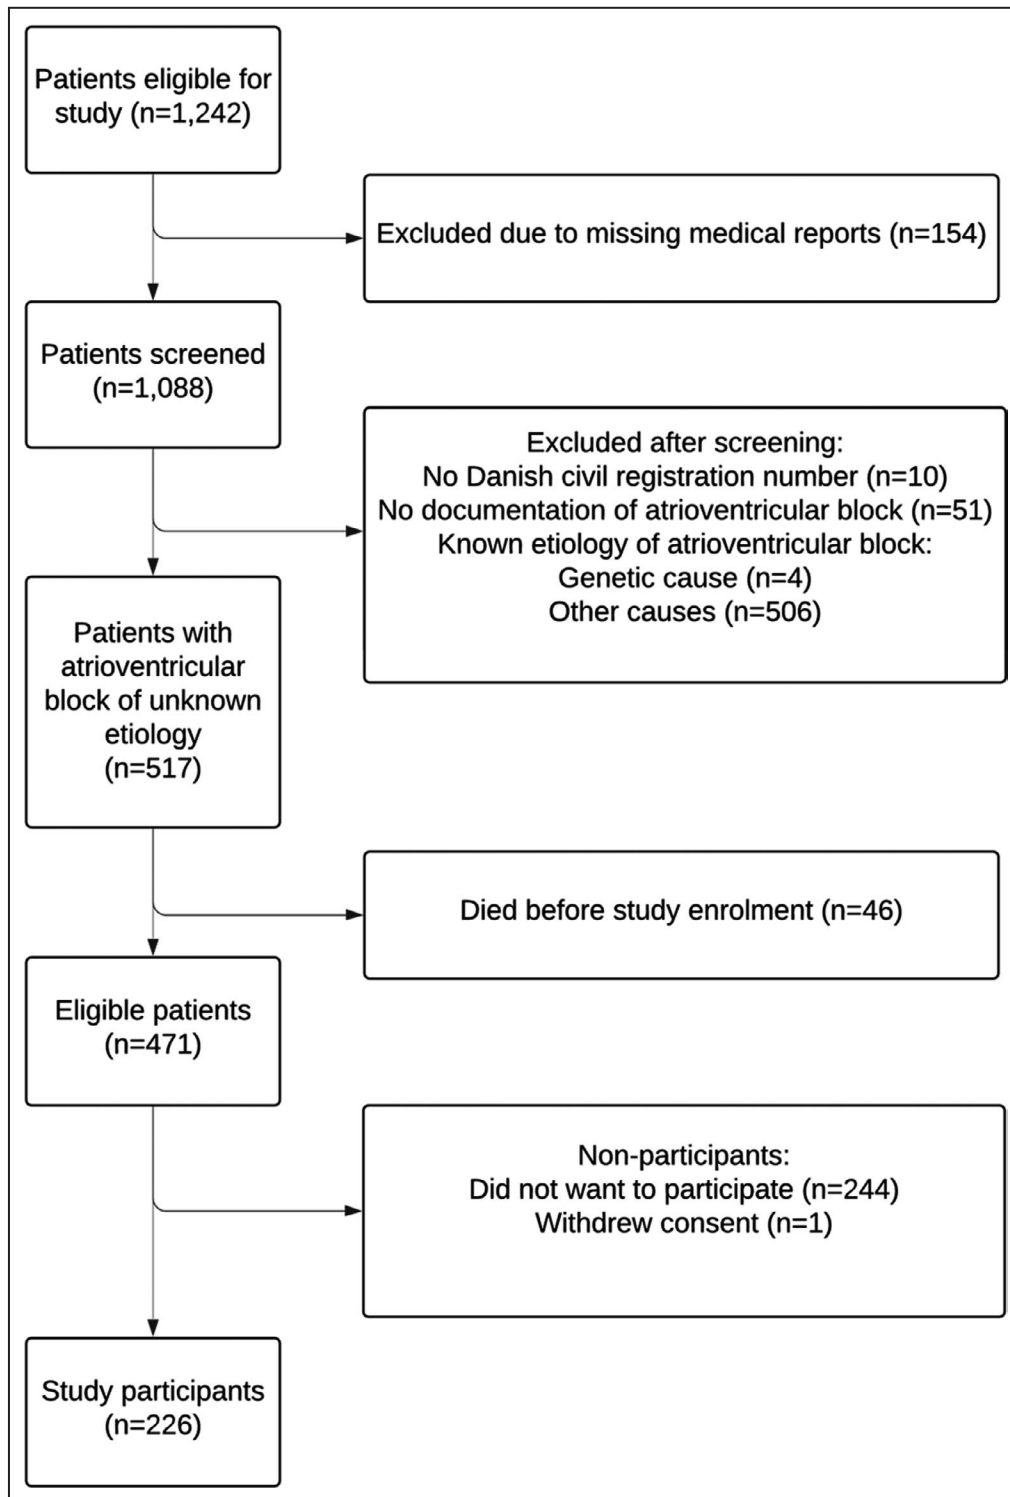 Patients eligible for
study (n=1,242)
Excluded due to missing medical reports (n=154)
Patients screened
(n=1,088)
Excluded after screening:
No Danish civil registration number (n=10)
No documentation of atrioventricular block (n=51)
Known etiology of atrioventricular block:
Genetic cause (n=4)
Other causes (n=506)
Patients with
atrioventricular
block of unknown
etiology
(n=517)
Died before study enrolment (n=46)
Eligible patients
(n=471)
Non-participants:
Did not want to participate (n=244)
Withdrew consent (n=1)
Study participants
(n=226)